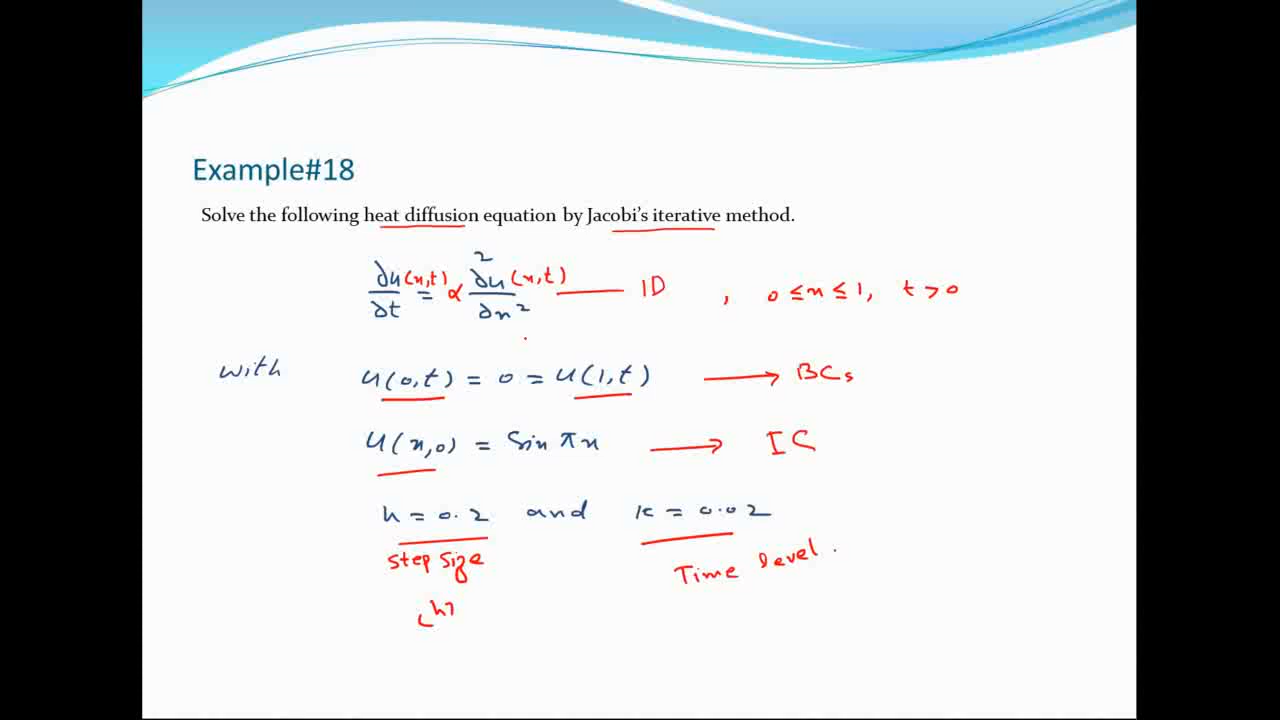 Example#18
Solve the following heat diffusion equation by Jacobi's iterative method.
∂u(x,t)/∂t = α ∂²u(x,t)/∂x² —— 1D , 0 ≤ x ≤ 1, t > 0
with u(0,t) = 0 = u(1,t) → BCs
u(x,0) = Sin πx → IC
h = 0.2 and k = 0.02
Step size Time level.
(h)